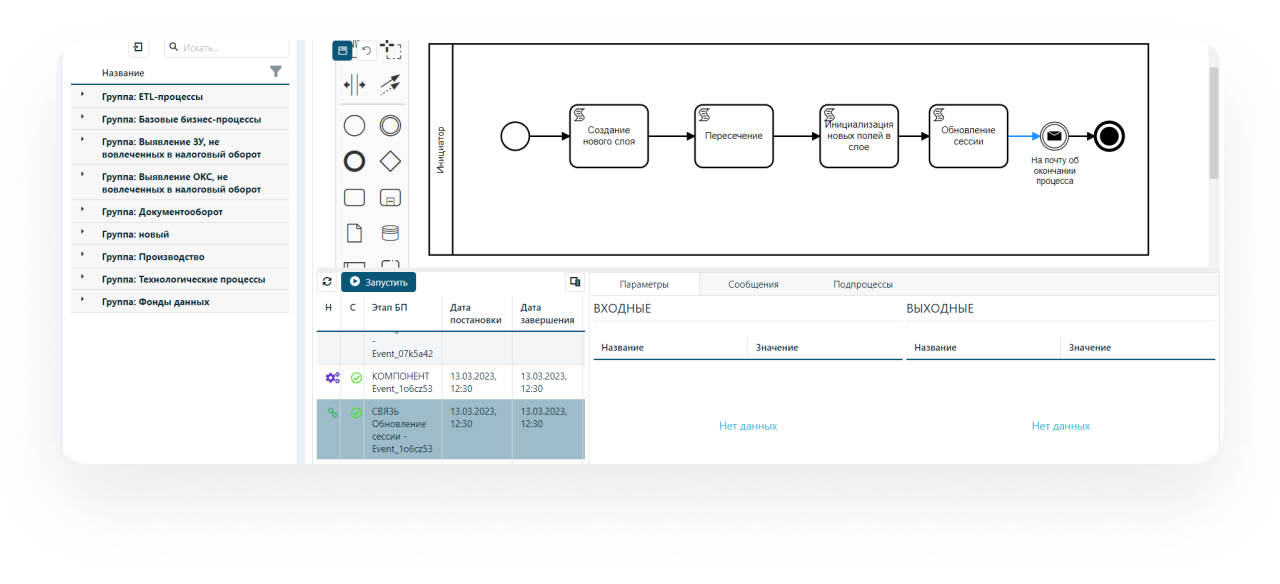 Искать...
Название
Группа: ETL-процессы
Группа: Базовые бизнес-процессы
Группа: Выявление ЗУ, не
вовлеченных в налоговый оборот
Группа: Выявление ОКС, не
вовлеченных в налоговый оборот
Группа: Документооборот
Группа: новый
Группа: Производство
Группа: Технологические процессы
Группа: Фонды данных
Инициатор
Создание
нового слоя
Пересечение
Инициализация
новых полей в
слое
Обновление
сессии
На почту об
окончании
процесса
Запустить
Н
С
Этап БП
Дата
постановки
Дата
завершения
-
Event_07k5a42
КОМПОНЕНТ
Event_1o6cz53
13.03.2023,
12:30
13.03.2023,
12:30
СВЯЗЬ
Обновление
сессии -
Event_1o6cz53
13.03.2023,
12:30
13.03.2023,
12:30
Параметры
Сообщения
Подпроцессы
ВХОДНЫЕ
Название
Значение
Нет данных
ВЫХОДНЫЕ
Название
Значение
Нет данных